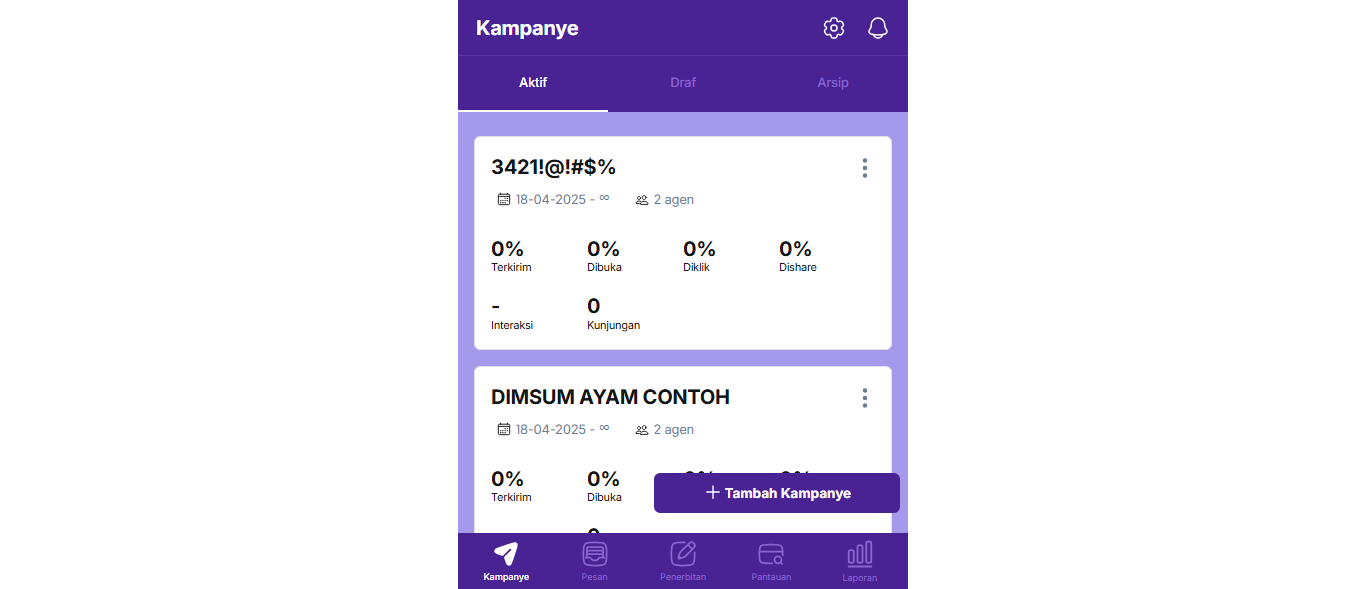 Kampanye
Aktif Draf Arsip
3421!@!#$%
18-04-2025 - ∞ 2 agen
0% 0% 0% 0%
Terkirim Dibuka Diklik Dishare
- 0
Interaksi Kunjungan
DIMSUM AYAM CONTOH
18-04-2025 - ∞ 2 agen
0% 0%
Terkirim Dibuka
+ Tambah Kampanye
Kampanye Pesan Penerbitan Pantauan Laporan